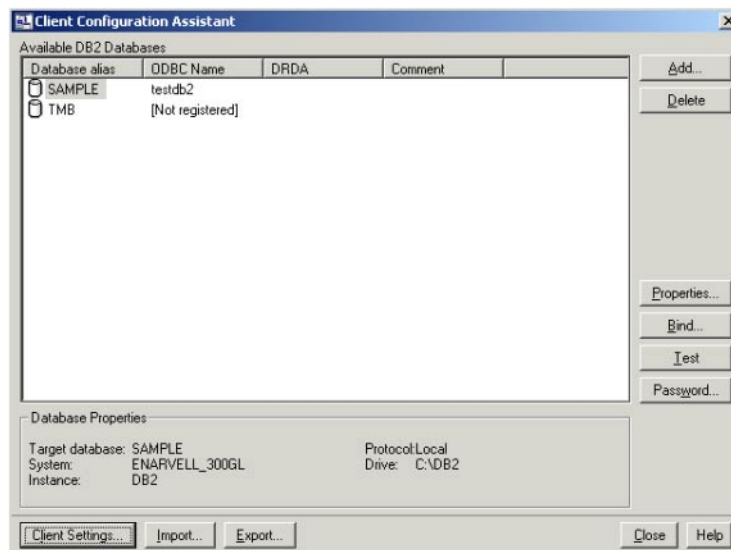 Client Configuration Assistant
Available DB2 Databases
Database alias ODBC Name DRDA Comment
SAMPLE testdb2
TMB [Not registered]
Add...
Delete
Properties...
Bind...
Test
Password...
Database Properties
Target database: SAMPLE Protocol:Local
System: ENARVELL_300GL Drive: C:\DB2
Instance: DB2
Client Settings... Import... Export... Close Help